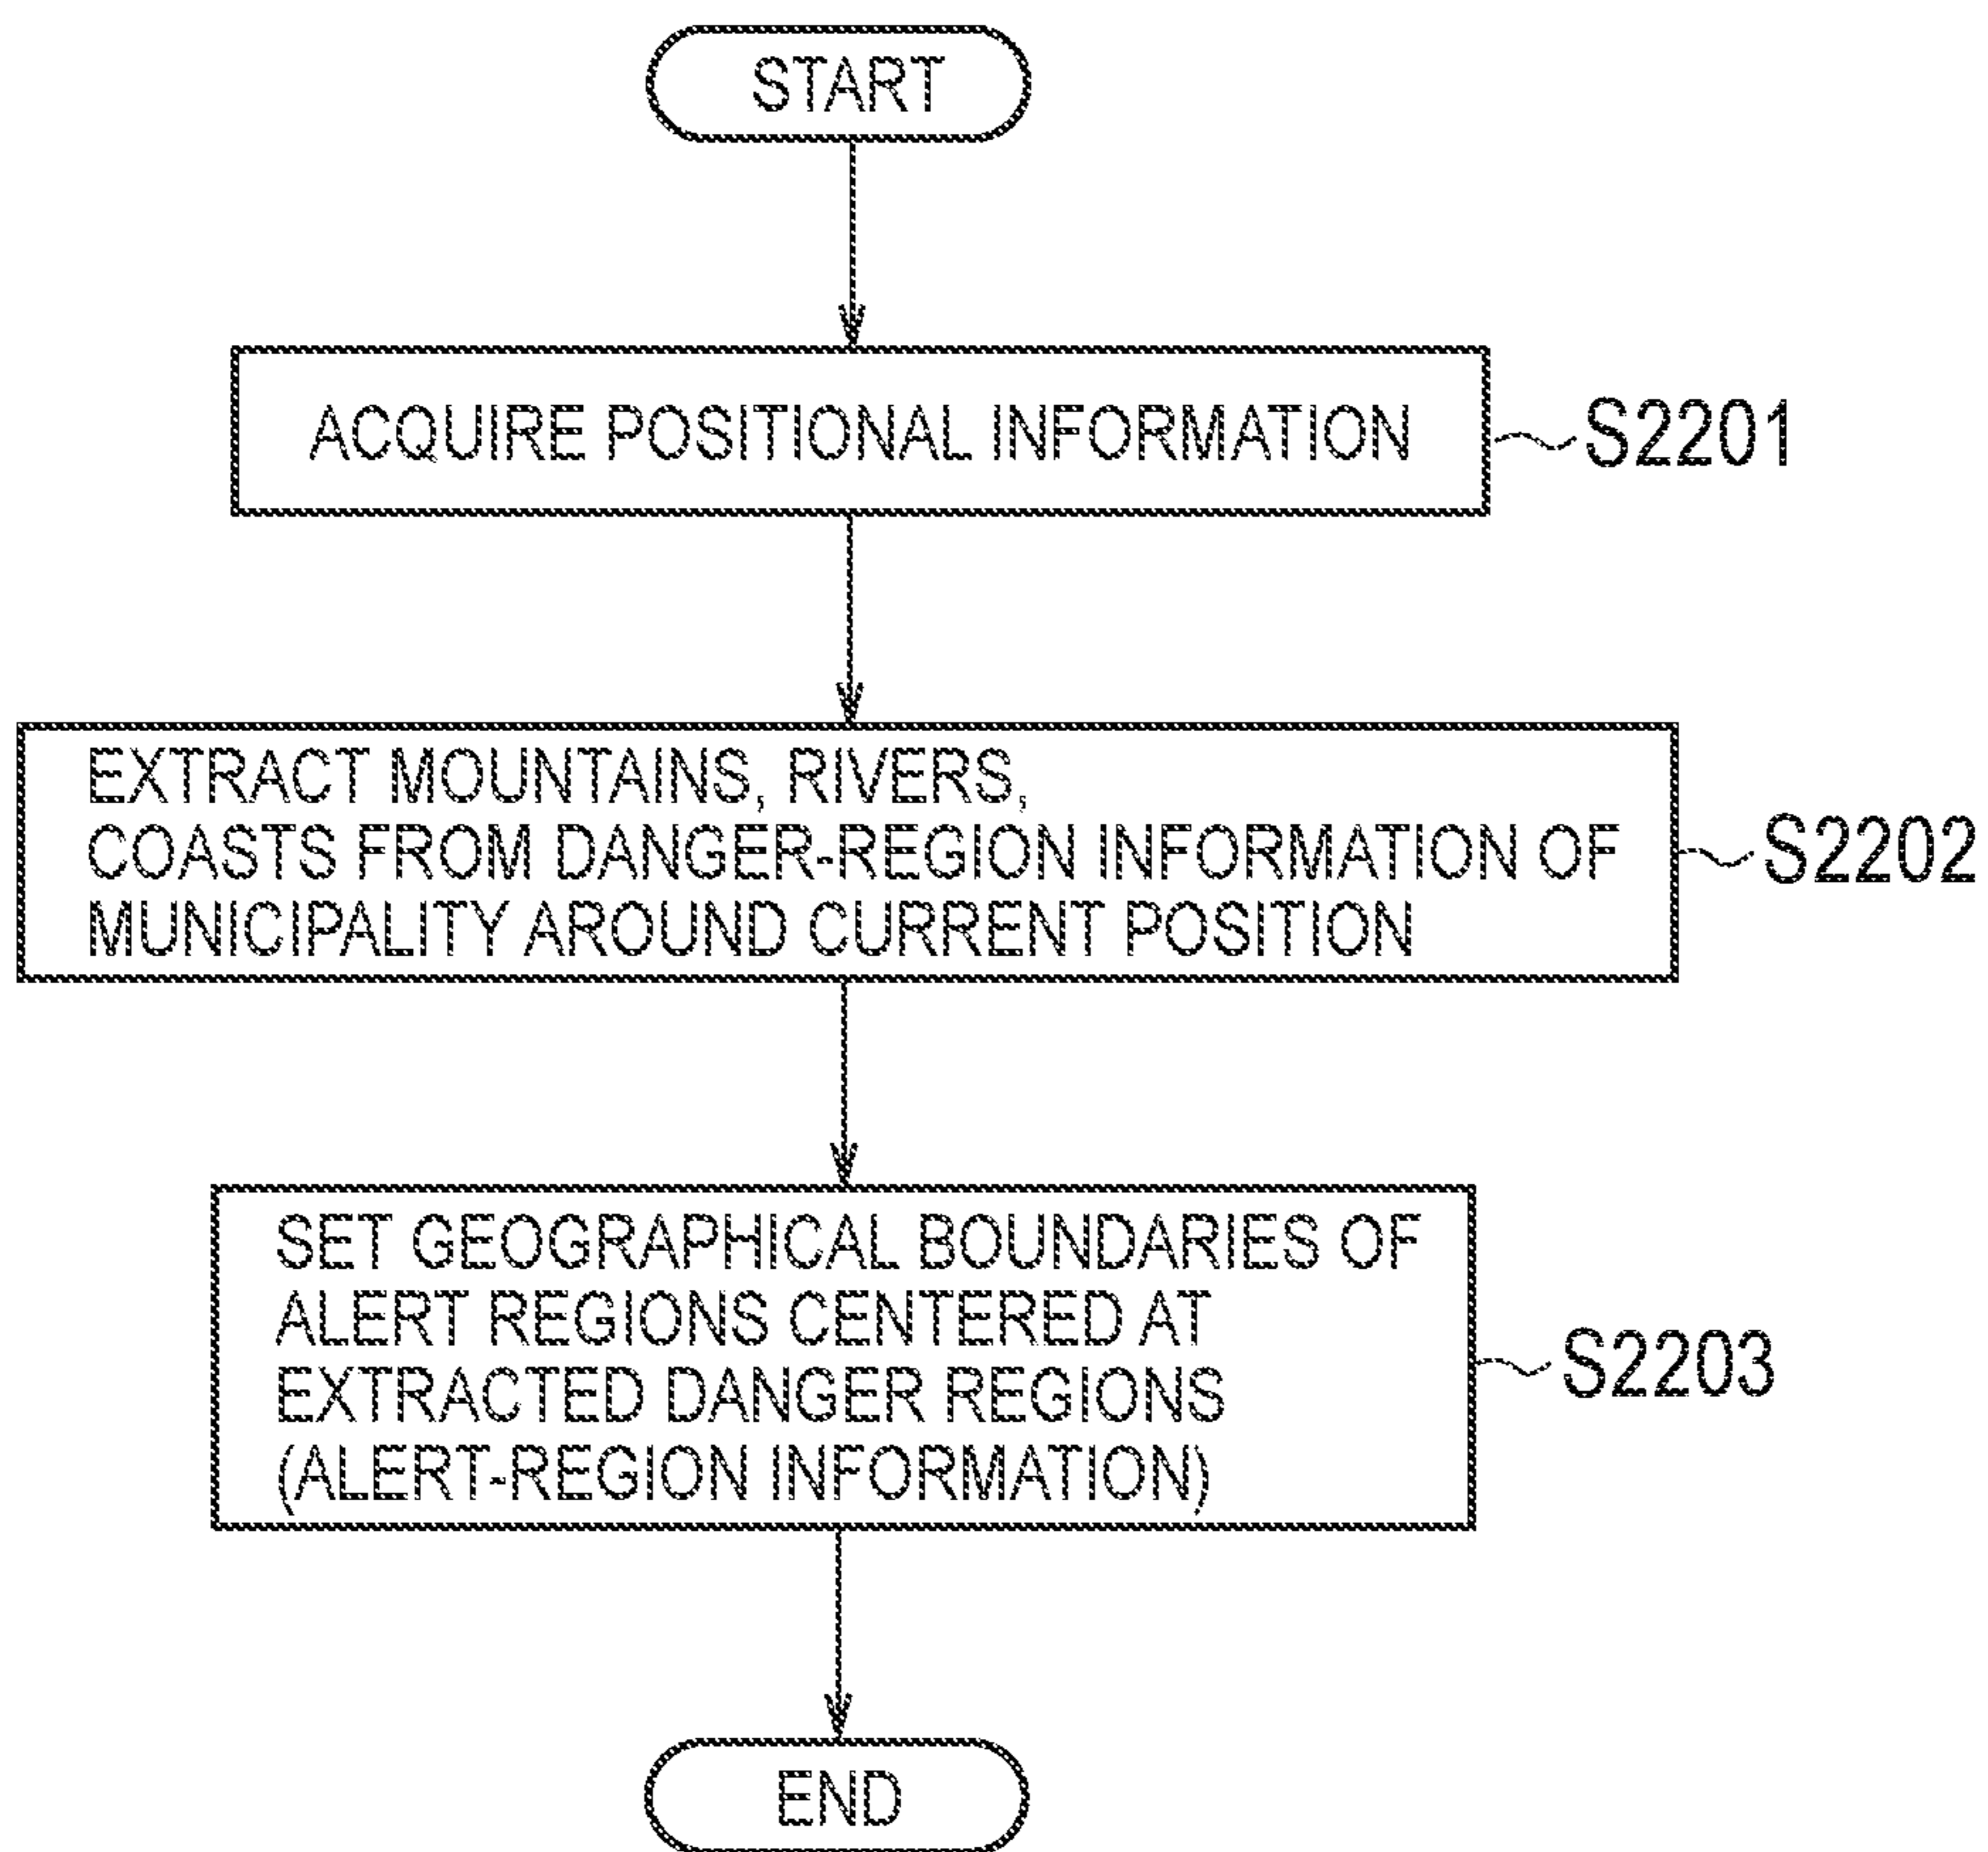 START
ACQUIRE POSITIONAL INFORMATION
S2201
EXTRACT MOUNTAINS, RIVERS,
COASTS FROM DANGER-REGION INFORMATION OF
MUNICIPALITY AROUND CURRENT POSITION
S2202
SET GEOGRAPHICAL BOUNDARIES OF
ALERT REGIONS CENTERED AT
EXTRACTED DANGER REGIONS
(ALERT-REGION INFORMATION)
S2203
END